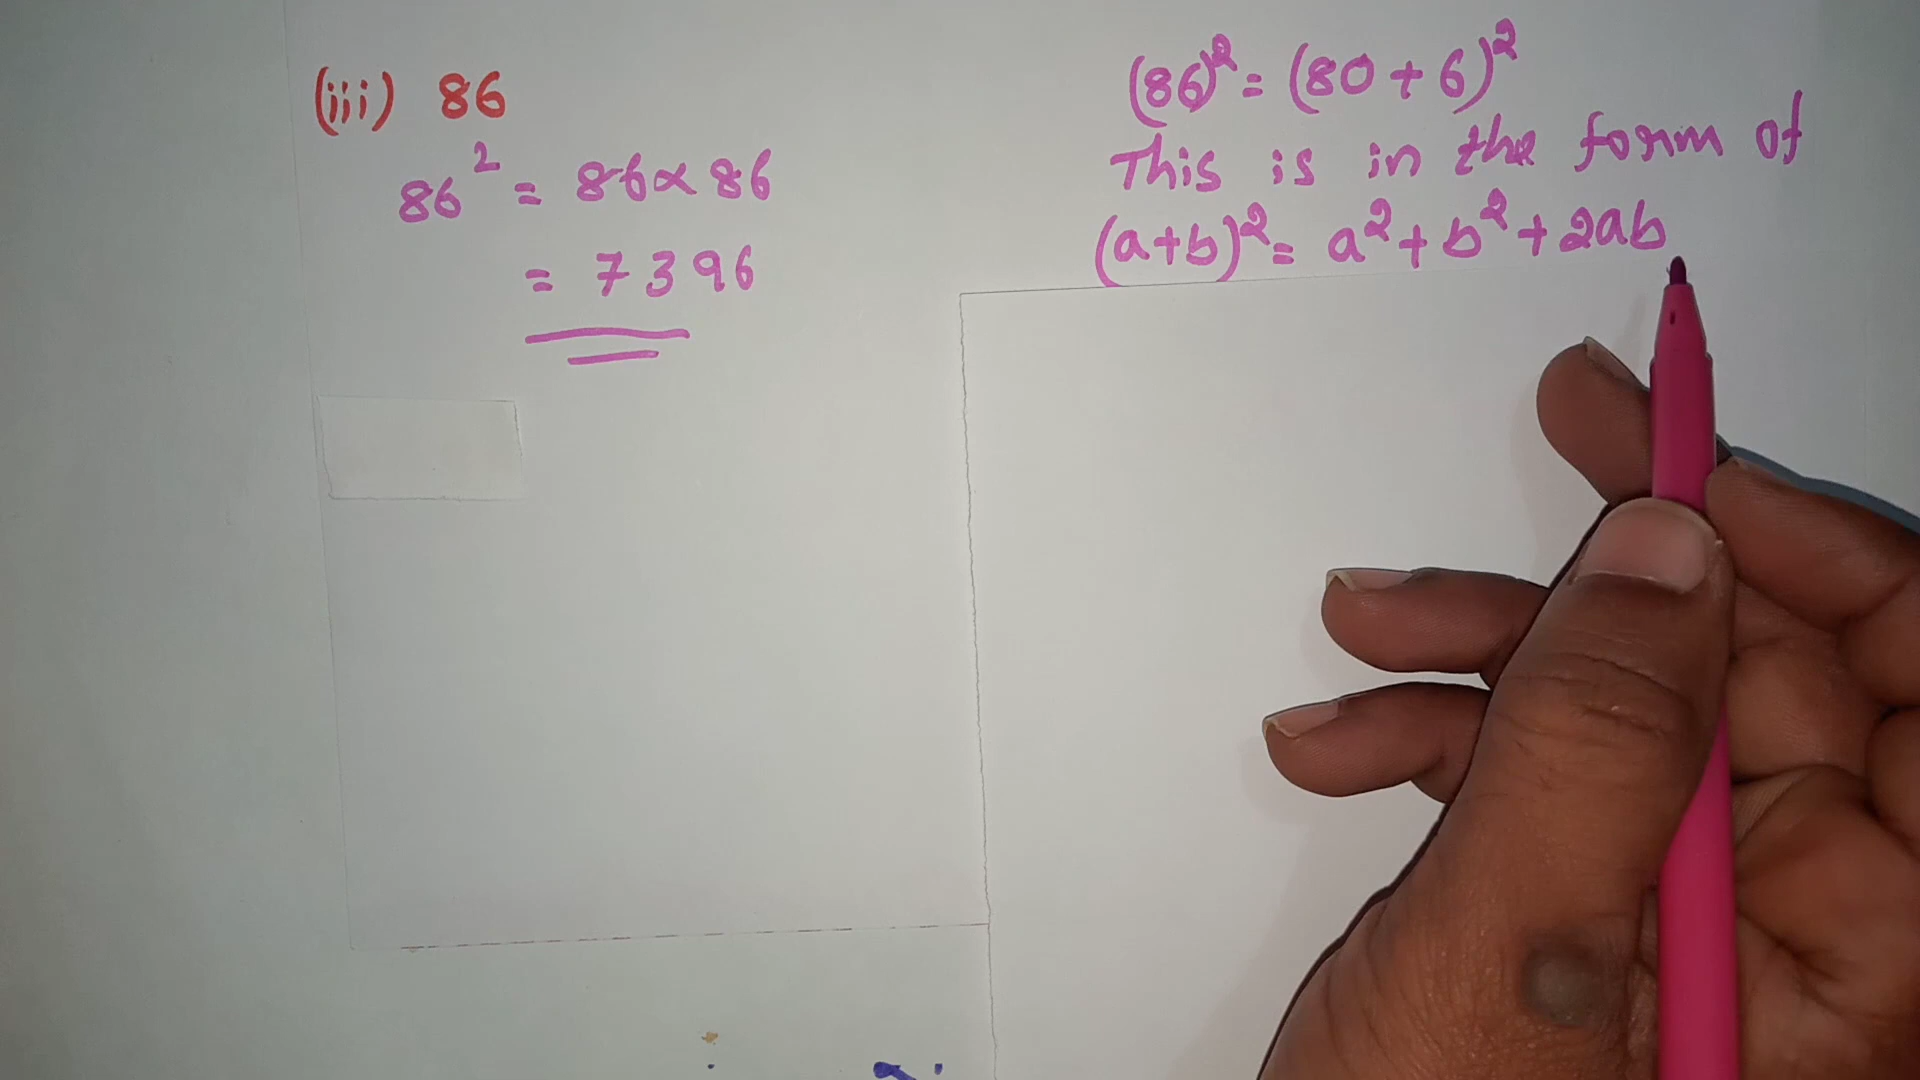 (iii) 86
86² = 86 × 86
= 7396
(86)² = (80 + 6)²
This is in the form of
(a+b)² = a² + b² + 2ab